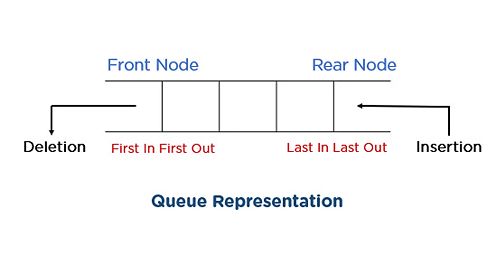 Front Node
Rear Node
Deletion
First In First Out
Last In Last Out
Insertion
Queue Representation